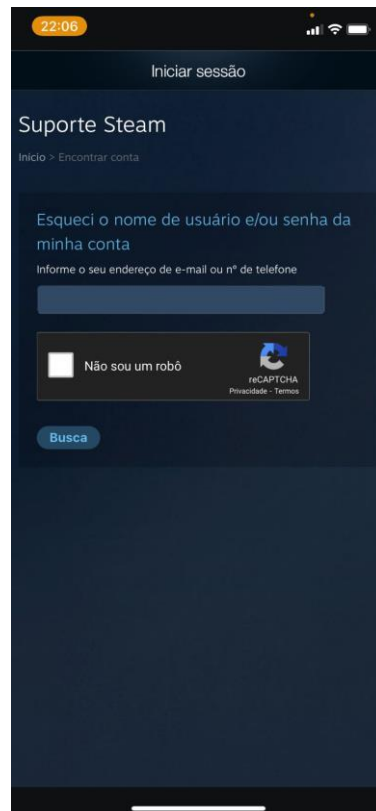 22:06
Iniciar sessão
Suporte Steam
Início > Encontrar conta
Esqueci o nome de usuário e/ou senha da
minha conta
Informe o seu endereço de e-mail ou nº de telefone
Não sou um robô
reCAPTCHA
Privacidade - Termos
Busca